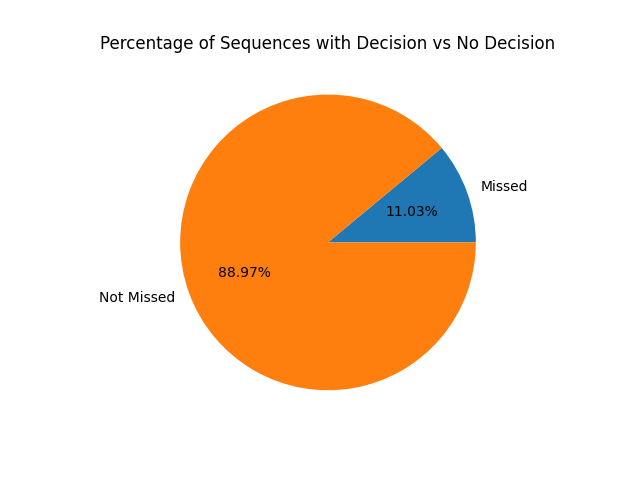 Percentage of Sequences with Decision vs No Decision
Missed
11.03%
88.97%
Not Missed